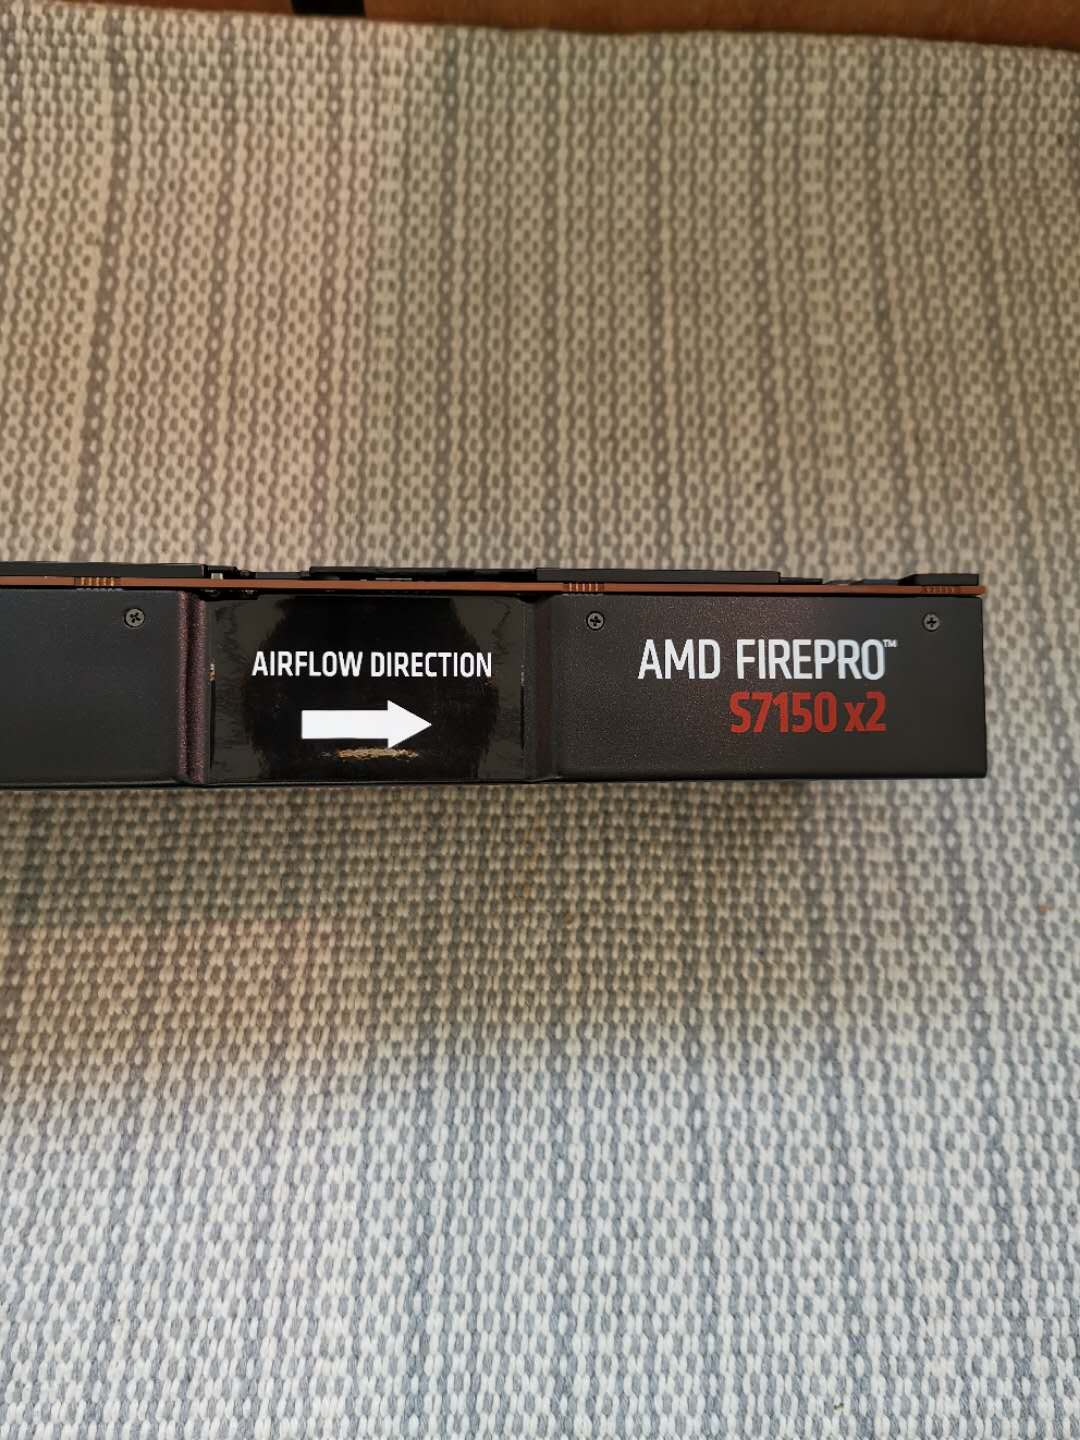 AIRFLOW DIRECTION
AMD FIREPRO™
S7150 x2